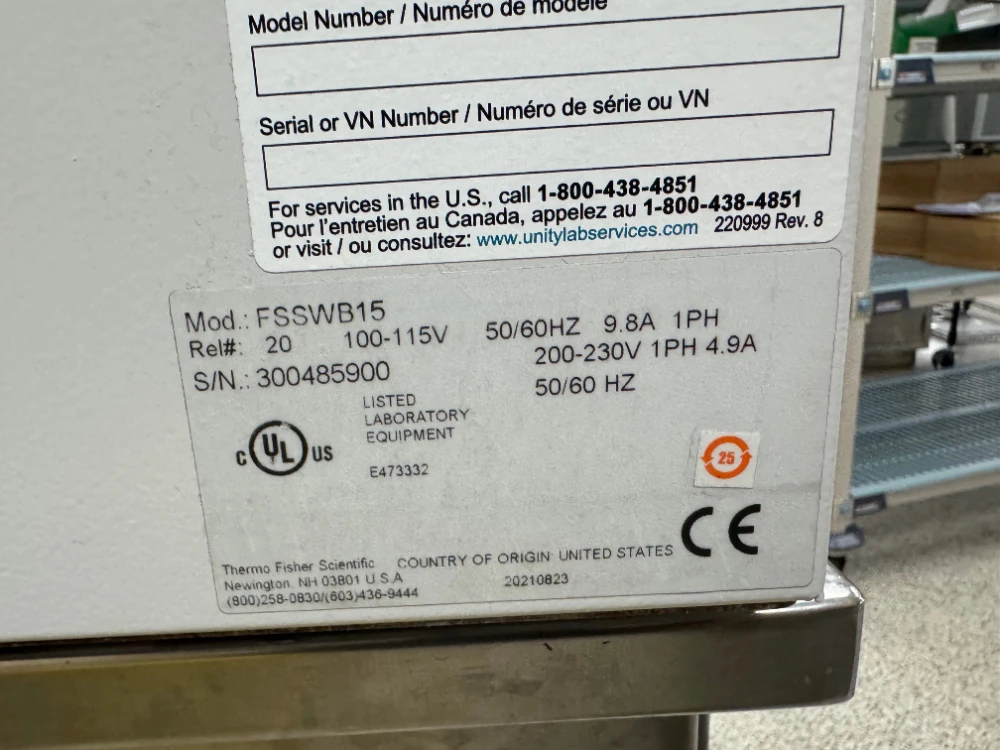 Model Number / Numéro de modèle
Serial or VN Number / Numéro de série ou VN
For services in the U.S., call 1-800-438-4851
Pour l'entretien au Canada, appelez au 1-800-438-4851
or visit / ou consultez: www.unitylabservices.com 220999 Rev. 8
Mod.: FSSWB15
Rel#: 20 100-115V 50/60HZ 9.8A 1PH
200-230V 1PH 4.9A
S/N.: 300485900 50/60 HZ
LISTED
LABORATORY
EQUIPMENT
C UL US
E473332
25
CE
Thermo Fisher Scientific COUNTRY OF ORIGIN: UNITED STATES
Newington, NH 03801 U.S.A 20210823
(800)258-0830/(603)436-9444